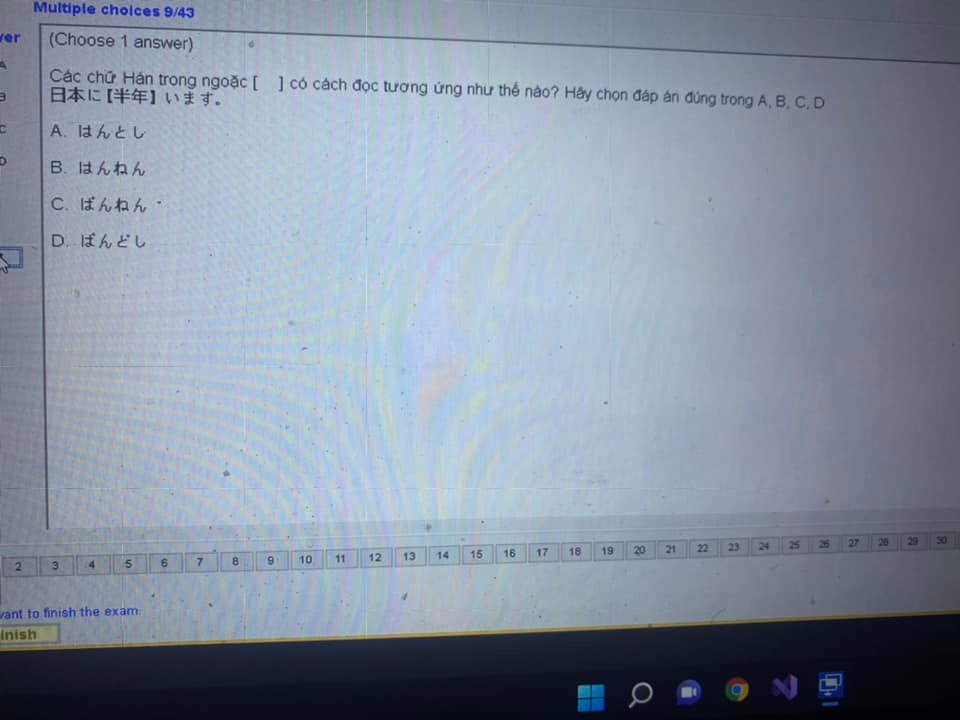 Multiple choices 9/43
(Choose 1 answer)
Các chữ Hán trong ngoặc [ ] có cách đọc tương ứng như thế nào? Hãy chọn đáp án đúng trong A, B, C, D
日本に【半年】います。
A. はんとし
B. はんねん
C. ばんねん
D. ばんどし
2 3 4 5 6 7 8 9 10 11 12 13 14 15 16 17 18 19 20 21 22 23 24 25 26 27 28 29 30
want to finish the exam.
inish